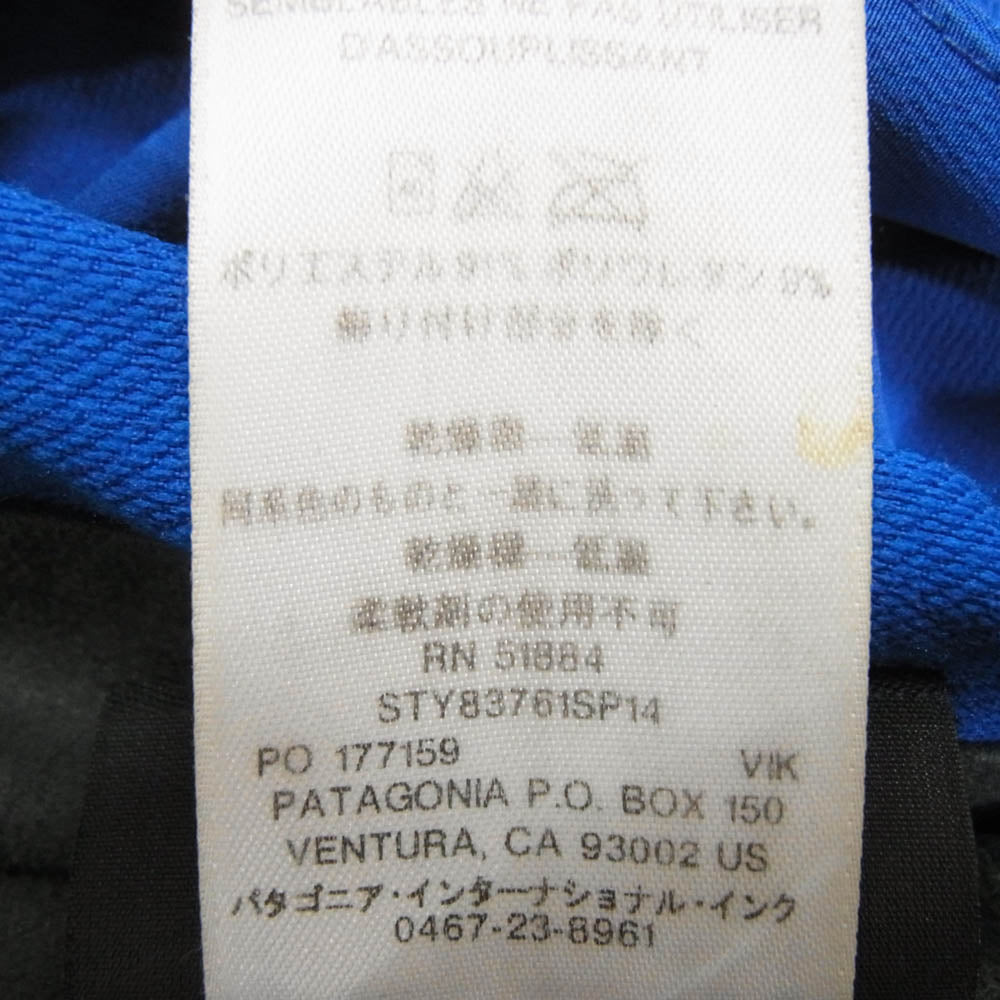 SEMBLABLES NE PAS UTILISER
D'ASSOUPLISSANT
ポリエステル 91% ポリウレタン 9%
飾り付け部分を除く
乾燥機―低温
同系色のものと一緒に洗って下さい。
乾燥機―低温
柔軟剤の使用不可
RN 51884
STY83761SP14
PO 177159 VIK
PATAGONIA P.O. BOX 150
VENTURA, CA 93002 US
パタゴニア・インターナショナル・インク
0467-23-8961